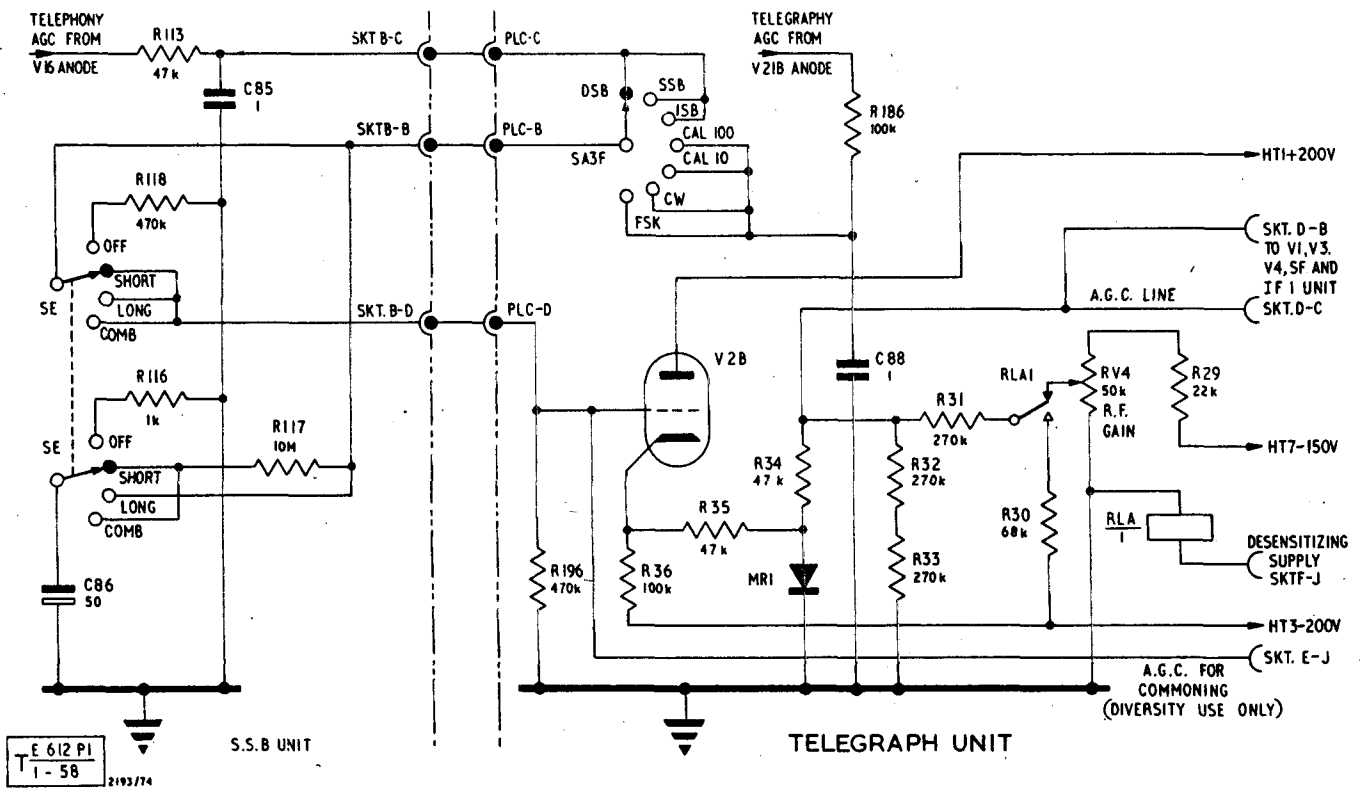 TELEPHONY
AGC FROM
V16 ANODE
R113
47k
C85
1
SKT B-C
PLC-C
TELEGRAPHY
AGC FROM
V21B ANODE
DSB
SSB
ISB
CAL 100
CAL 10
CW
FSK
SA3F
R186
100k
SKTB-B
PLC-B
HT1+200V
R118
470k
OFF
SHORT
LONG
COMB
SE
SKT. D-B
TO V1,V3.
V4,SF AND
IF 1 UNIT
A.G.C. LINE
SKT.D-C
SKT. B-D
PLC-D
V2B
C88
1
RLA1
RV4
50k
R.F.
GAIN
R29
22k
R31
270k
HT7-150V
R116
1k
OFF
SHORT
LONG
COMB
SE
R117
10M
R34
47k
R32
270k
R35
47k
R30
68k
RLA
1
DESENSITIZING
SUPPLY
SKTF-J
C86
50
R196
470k
R36
100k
MR1
R33
270k
HT3-200V
SKT. E-J
A.G.C. FOR
COMMONING
(DIVERSITY USE ONLY)
S.S.B UNIT
TELEGRAPH UNIT
T E 612 P1
1 - 58
2193/74